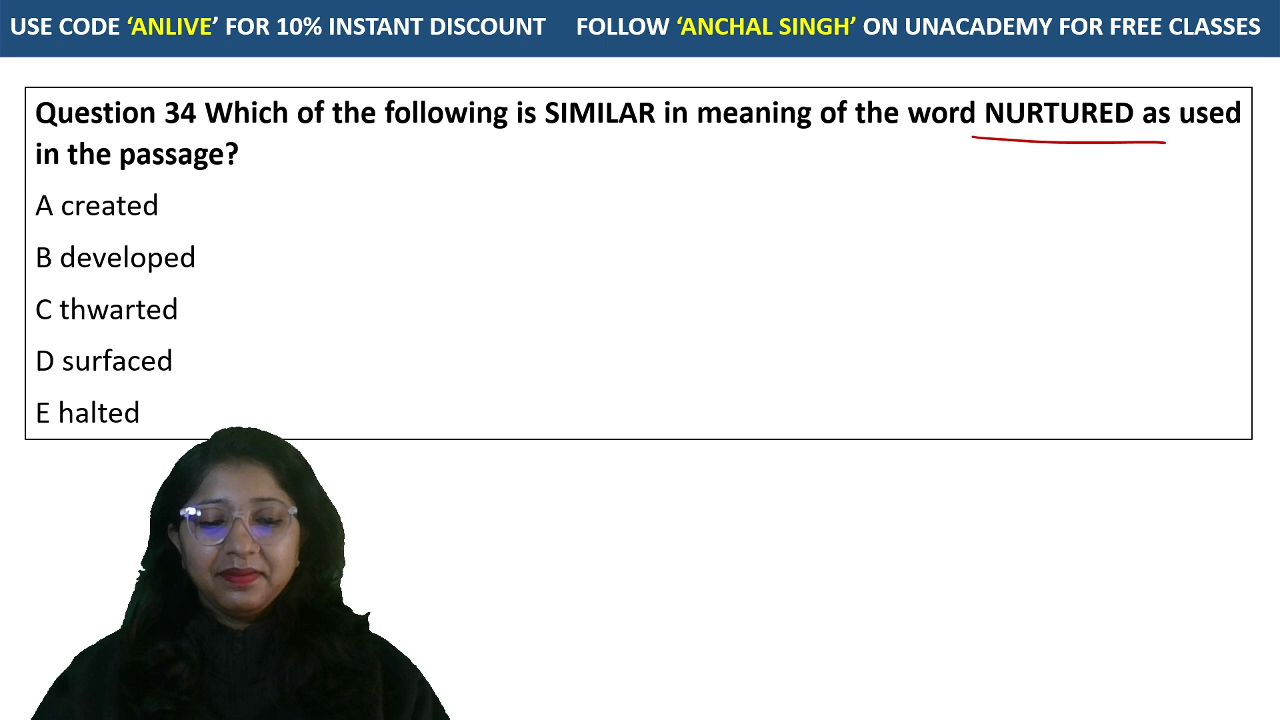 USE CODE ‘ANLIVE’ FOR 10% INSTANT DISCOUNT FOLLOW ‘ANCHAL SINGH’ ON UNACADEMY FOR FREE CLASSES
Question 34 Which of the following is SIMILAR in meaning of the word NURTURED as used
in the passage?
A created
B developed
C thwarted
D surfaced
E halted